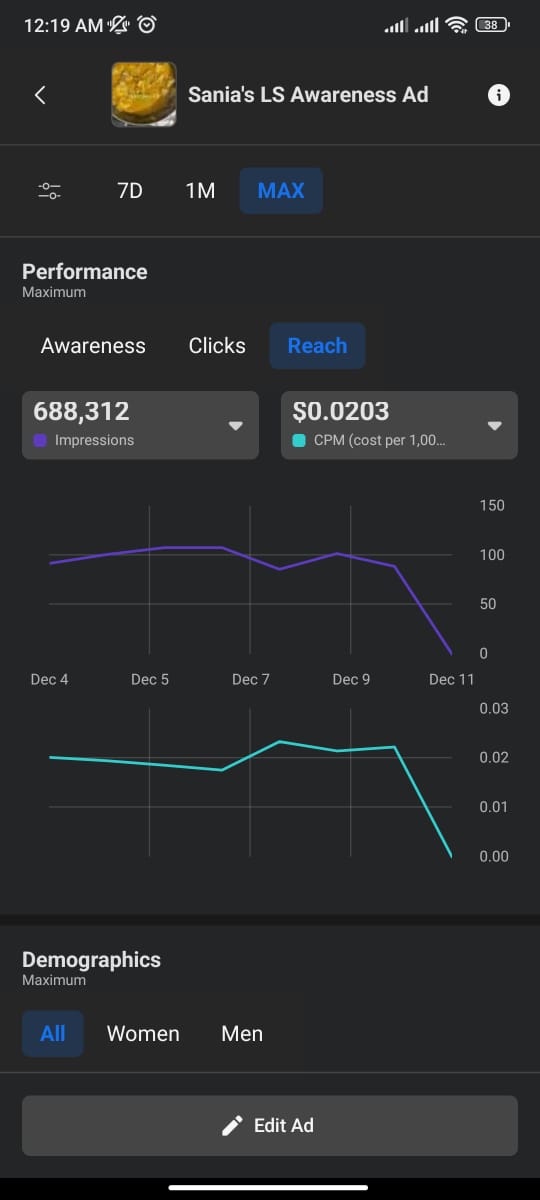 12:19 AM
38
Sania's LS Awareness Ad
7D 1M MAX
Performance
Maximum
Awareness Clicks Reach
688,312
Impressions
$0.0203
CPM (cost per 1,00...
150
100
50
0
Dec 4 Dec 5 Dec 7 Dec 9 Dec 11
0.03
0.02
0.01
0.00
Demographics
Maximum
All Women Men
Edit Ad